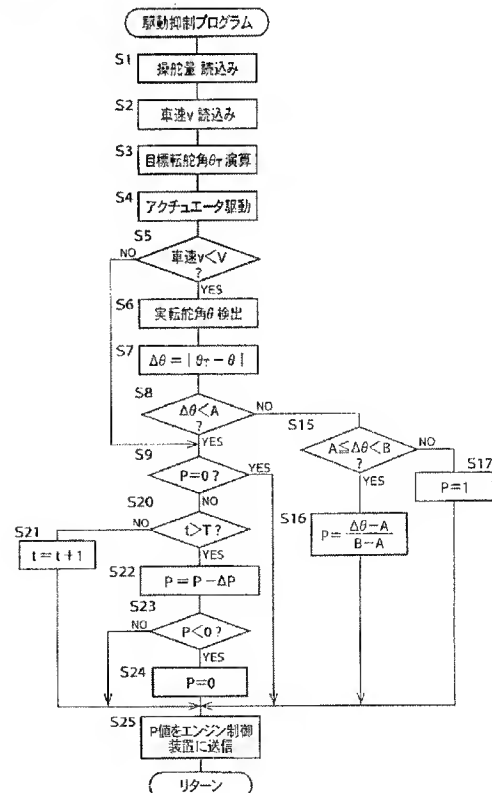 駆動抑制プログラム
S1
操舵量 読込み
S2
車速v 読込み
S3
目標転舵角θT 演算
S4
アクチュエータ駆動
S5
車速v<V
?
NO
YES
S6
実転舵角θ 検出
S7
Δθ=|θT−θ|
S8
Δθ<A
?
NO
YES
S15
A≦Δθ<B
?
NO
YES
S17
P=1
S16
P=
Δθ−A
B−A
S9
P=0?
YES
NO
S20
t>T?
NO
YES
S21
t=t+1
S22
P=P−ΔP
S23
P<0?
NO
YES
S24
P=0
S25
P値をエンジン制御
装置に送信
リターン